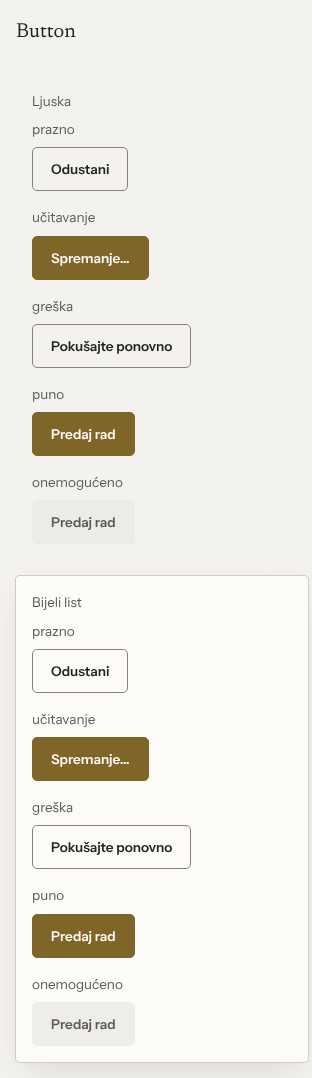 Button
Ljuska
prazno
Odustani
učitavanje
Spremanje...
greška
Pokušajte ponovno
puno
Predaj rad
onemogućeno
Predaj rad
Bijeli list
prazno
Odustani
učitavanje
Spremanje...
greška
Pokušajte ponovno
puno
Predaj rad
onemogućeno
Predaj rad